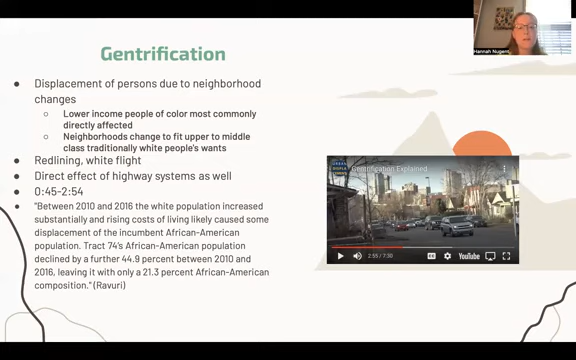 Gentrification
● Displacement of persons due to neighborhood
changes
○ Lower income people of color most commonly
directly affected
○ Neighborhoods change to fit upper to middle
class traditionally white people's wants
● Redlining, white flight
● Direct effect of highway systems as well
● 0:45-2:54
● "Between 2010 and 2016 the white population increased
substantially and rising costs of living likely caused some
displacement of the incumbent African-American
population. Tract 74's African-American population
declined by a further 44.9 percent between 2010 and
2016, leaving it with only a 21.3 percent African-American
composition." (Ravuri)
Hannah Nugent
Gentrification Explained
URBAN
DISPLACEMENT
2:55 / 7:30
CC
YouTube